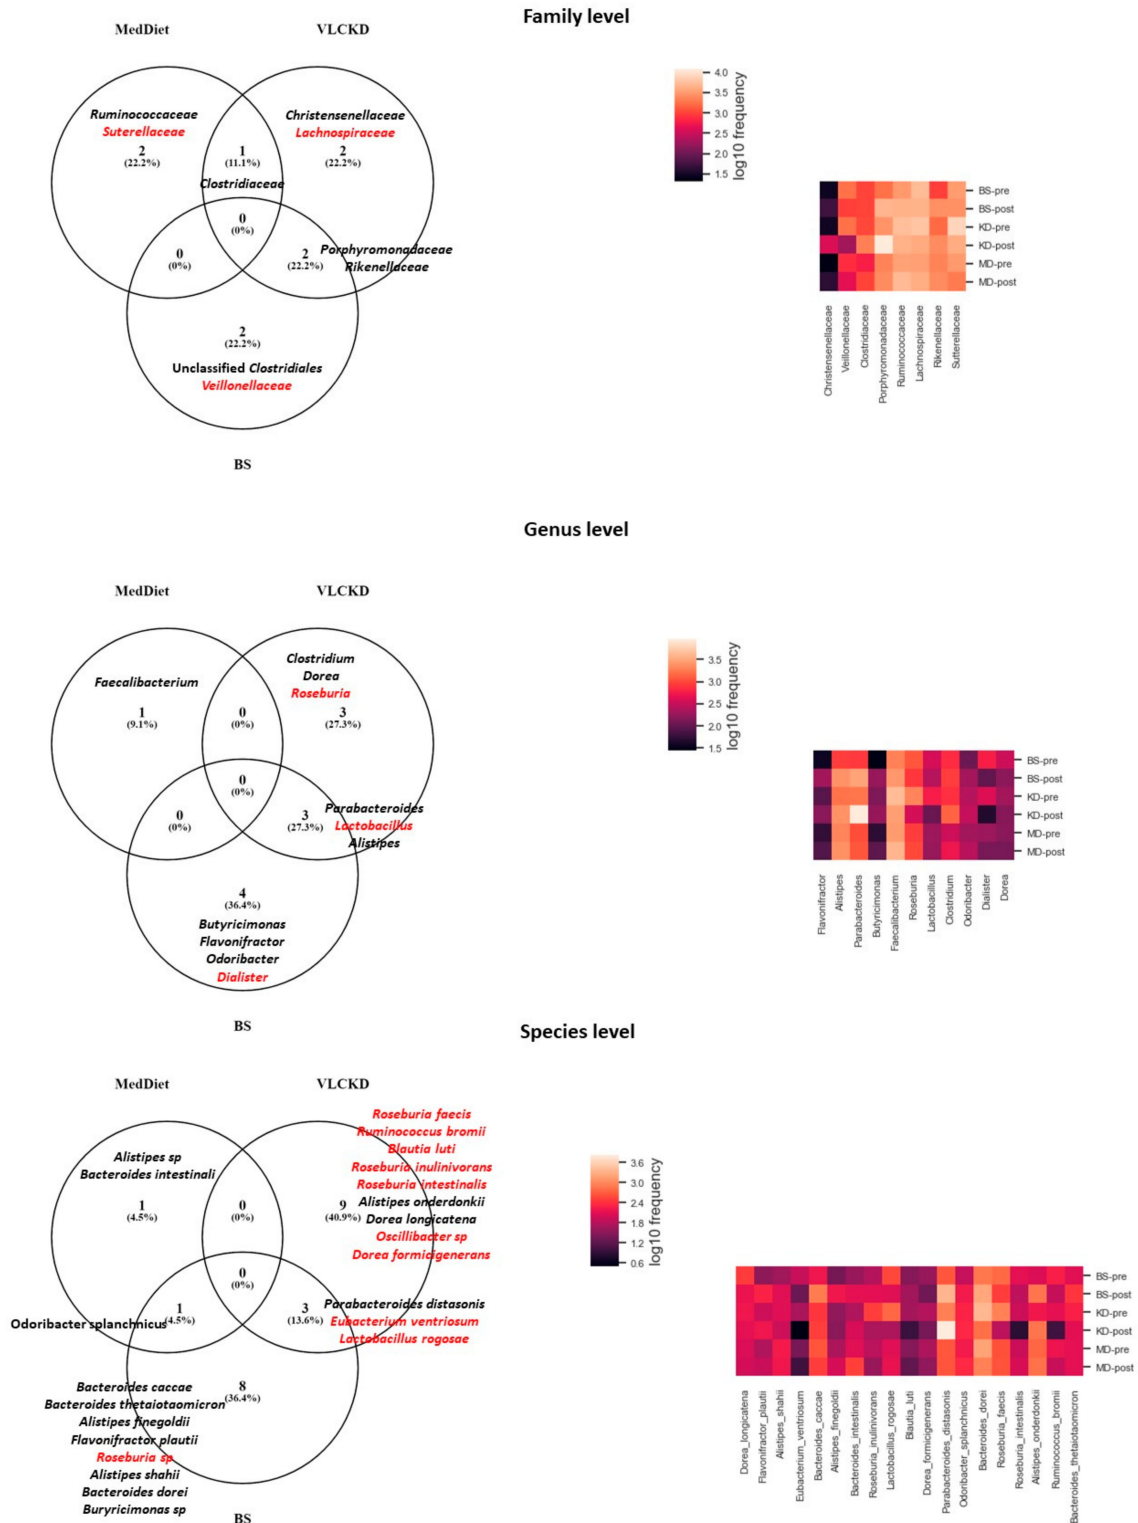 Family level
MedDiet
VLCKD
Ruminococcaceae
Suterellaceae
2
(22.2%)
1
(11.1%)
Clostridiaceae
Christensenellaceae
Lachnospiraceae
2
(22.2%)
0
(0%)
0
(0%)
2
(22.2%)
Porphyromonadaceae
Rikenellaceae
2
(22.2%)
Unclassified Clostridiales
Veillonellaceae
BS
4.0
3.5
3.0
2.5
2.0
1.5
log10 frequency
BS-pre
BS-post
KD-pre
KD-post
MD-pre
MD-post
Christensenellaceae
Veillonellaceae
Clostridiaceae
Porphyromonadaceae
Ruminococcaceae
Lachnospiraceae
Rikenellaceae
Sutterellaceae
Genus level
MedDiet
VLCKD
Faecalibacterium
1
(9.1%)
0
(0%)
Clostridium
Dorea
Roseburia
3
(27.3%)
0
(0%)
0
(0%)
3
(27.3%)
Parabacteroides
Lactobacillus
Alistipes
4
(36.4%)
Butyricimonas
Flavonifractor
Odoribacter
Dialister
BS
3.5
3.0
2.5
2.0
1.5
log10 frequency
BS-pre
BS-post
KD-pre
KD-post
MD-pre
MD-post
Flavonifractor
Alistipes
Parabacteroides
Butyricimonas
Faecalibacterium
Roseburia
Lactobacillus
Clostridium
Odoribacter
Dialister
Dorea
Species level
MedDiet
VLCKD
Alistipes sp
Bacteroides intestinali
1
(4.5%)
0
(0%)
Roseburia faecis
Ruminococcus bromii
Blautia luti
Roseburia inulinivorans
Roseburia intestinalis
Alistipes onderdonkii
Dorea longicatena
Oscillibacter sp
Dorea formicigenerans
9
(40.9%)
0
(0%)
Odoribacter splanchnicus
1
(4.5%)
3
(13.6%)
Parabacteroides distasonis
Eubacterium ventriosum
Lactobacillus rogosae
8
(36.4%)
Bacteroides caccae
Bacteroides thetaiotaomicron
Alistipes finegoldii
Flavonifractor plautii
Roseburia sp
Alistipes shahii
Bacteroides dorei
Buryricimonas sp
BS
3.6
3.0
2.4
1.8
1.2
0.6
log10 frequency
BS-pre
BS-post
KD-pre
KD-post
MD-pre
MD-post
Dorea_longicatena
Flavonifractor_plautii
Alistipes_shahii
Eubacterium_ventriosum
Bacteroides_caccae
Alistipes_finegoldii
Bacteroides_intestinalis
Roseburia_inulinivorans
Lactobacillus_rogosae
Blautia_luti
Dorea_formicigenerans
Parabacteroides_distasonis
Odoribacter_splanchnicus
Bacteroides_dorei
Roseburia_faecis
Roseburia_intestinalis
Alistipes_onderdonkii
Ruminococcus_bromii
Bacteroides_thetaiotaomicron